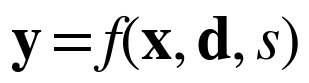 y=f(x, d, s)